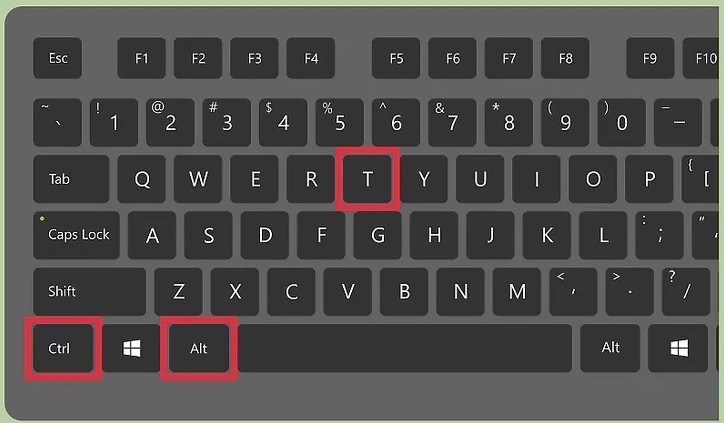 Esc F1 F2 F3 F4 F5 F6 F7 F8 F9 F10
~ ` ! 1 @ 2 # 3 $ 4 % 5 ^ 6 & 7 * 8 ( 9 ) 0 _ -
Tab Q W E R T Y U I O P { [
Caps Lock A S D F G H J K L : ; " '
Shift Z X C V B N M < , > . ? /
Ctrl Alt Alt